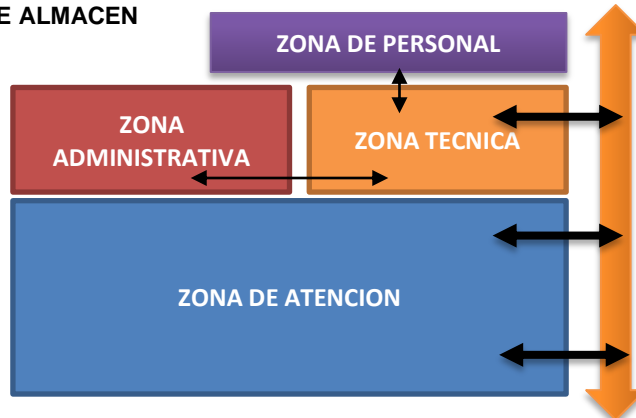 E ALMACEN
ZONA DE PERSONAL
ZONA
ADMINISTRATIVA
ZONA TECNICA
ZONA DE ATENCION